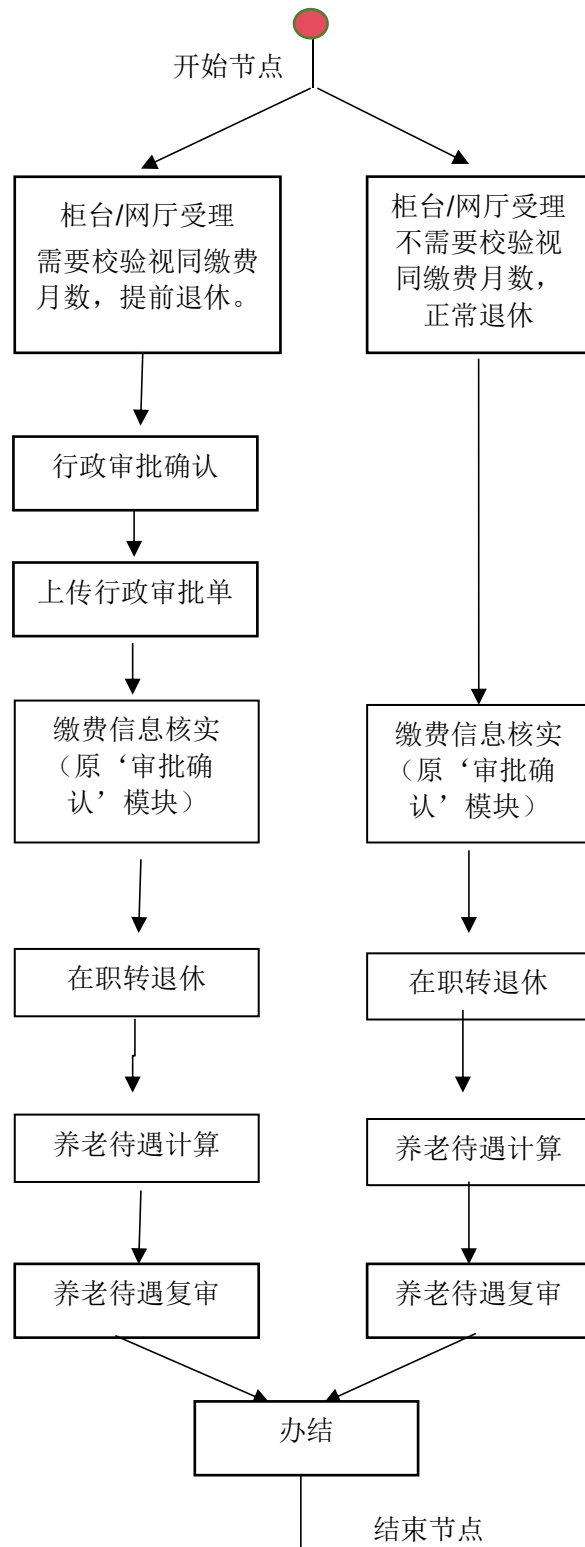 开始节点
柜台/网厅受理
需要校验视同缴费
月数，提前退休。
柜台/网厅受理
不需要校验视
同缴费月数，
正常退休
行政审批确认
上传行政审批单
缴费信息核实
（原‘审批确
认’模块）
缴费信息核实
（原‘审批确
认’模块）
在职转退休
在职转退休
养老待遇计算
养老待遇计算
养老待遇复审
养老待遇复审
办结
结束节点